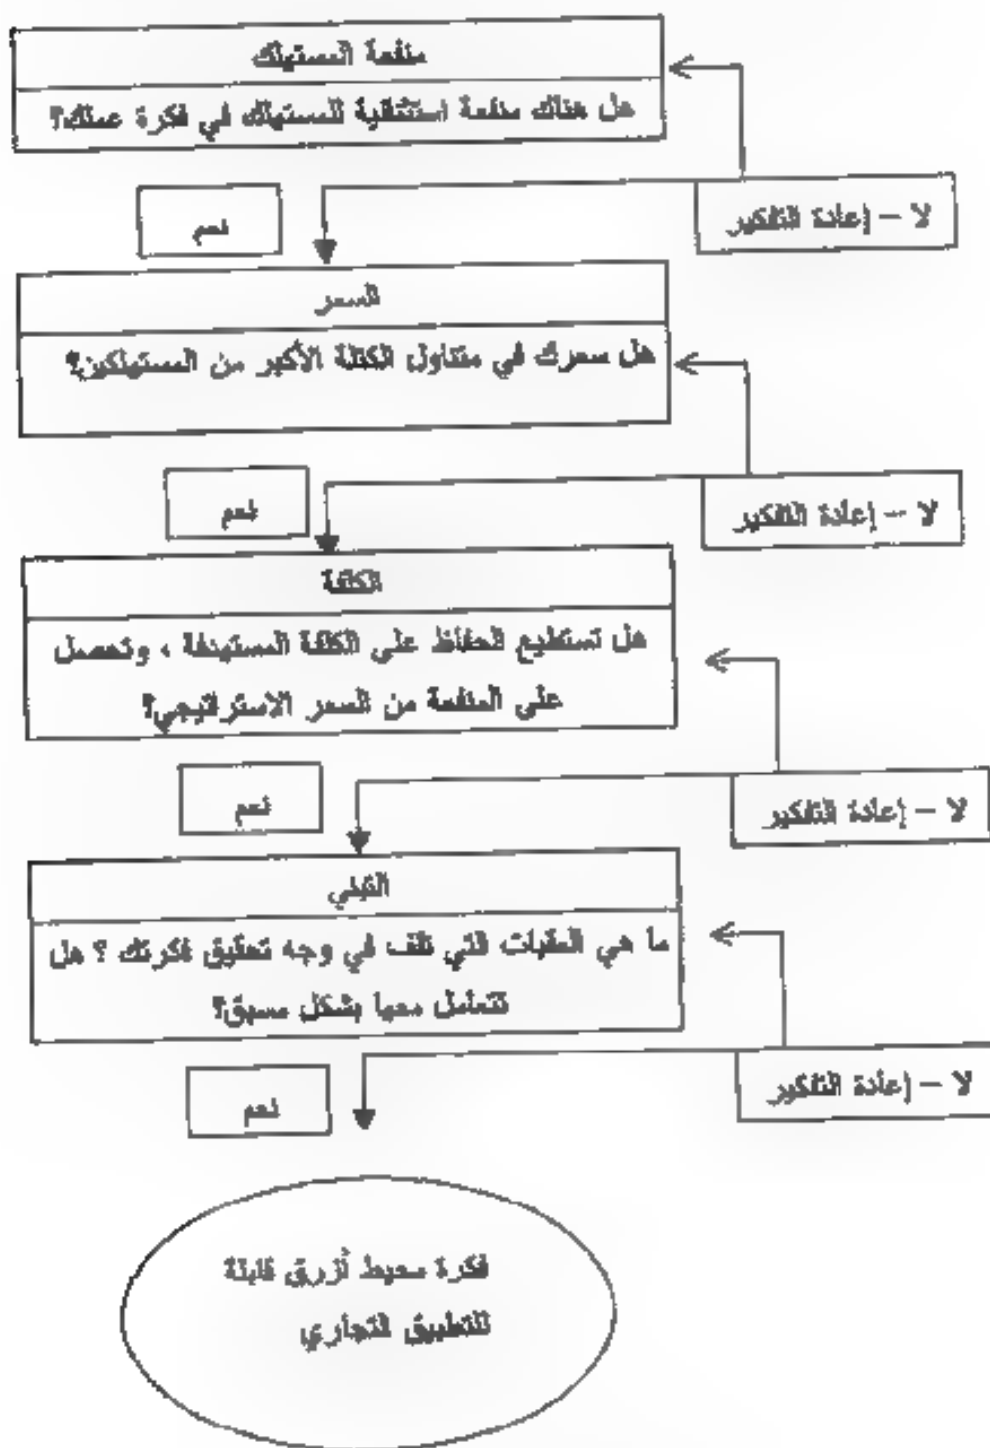 منفعة المستهلك
هل هناك منفعة استثنائية للمستهلك في فكرة عملك؟
لا – إعادة التفكير
نعم
السعر
هل سعرك في متناول الكتلة الأكبر من المستهلكين؟
لا – إعادة التفكير
نعم
الكلفة
هل تستطيع الحفاظ على الكلفة المستهدفة ، وتحصل
على المنفعة من السعر الاستراتيجي؟
لا – إعادة التفكير
نعم
التبني
ما هي العقبات التي تقف في وجه تحقيق فكرتك ؟ هل
تتعامل معها بشكل مسبق؟
لا – إعادة التفكير
نعم
فكرة محيط أزرق قابلة
للتطبيق التجاري